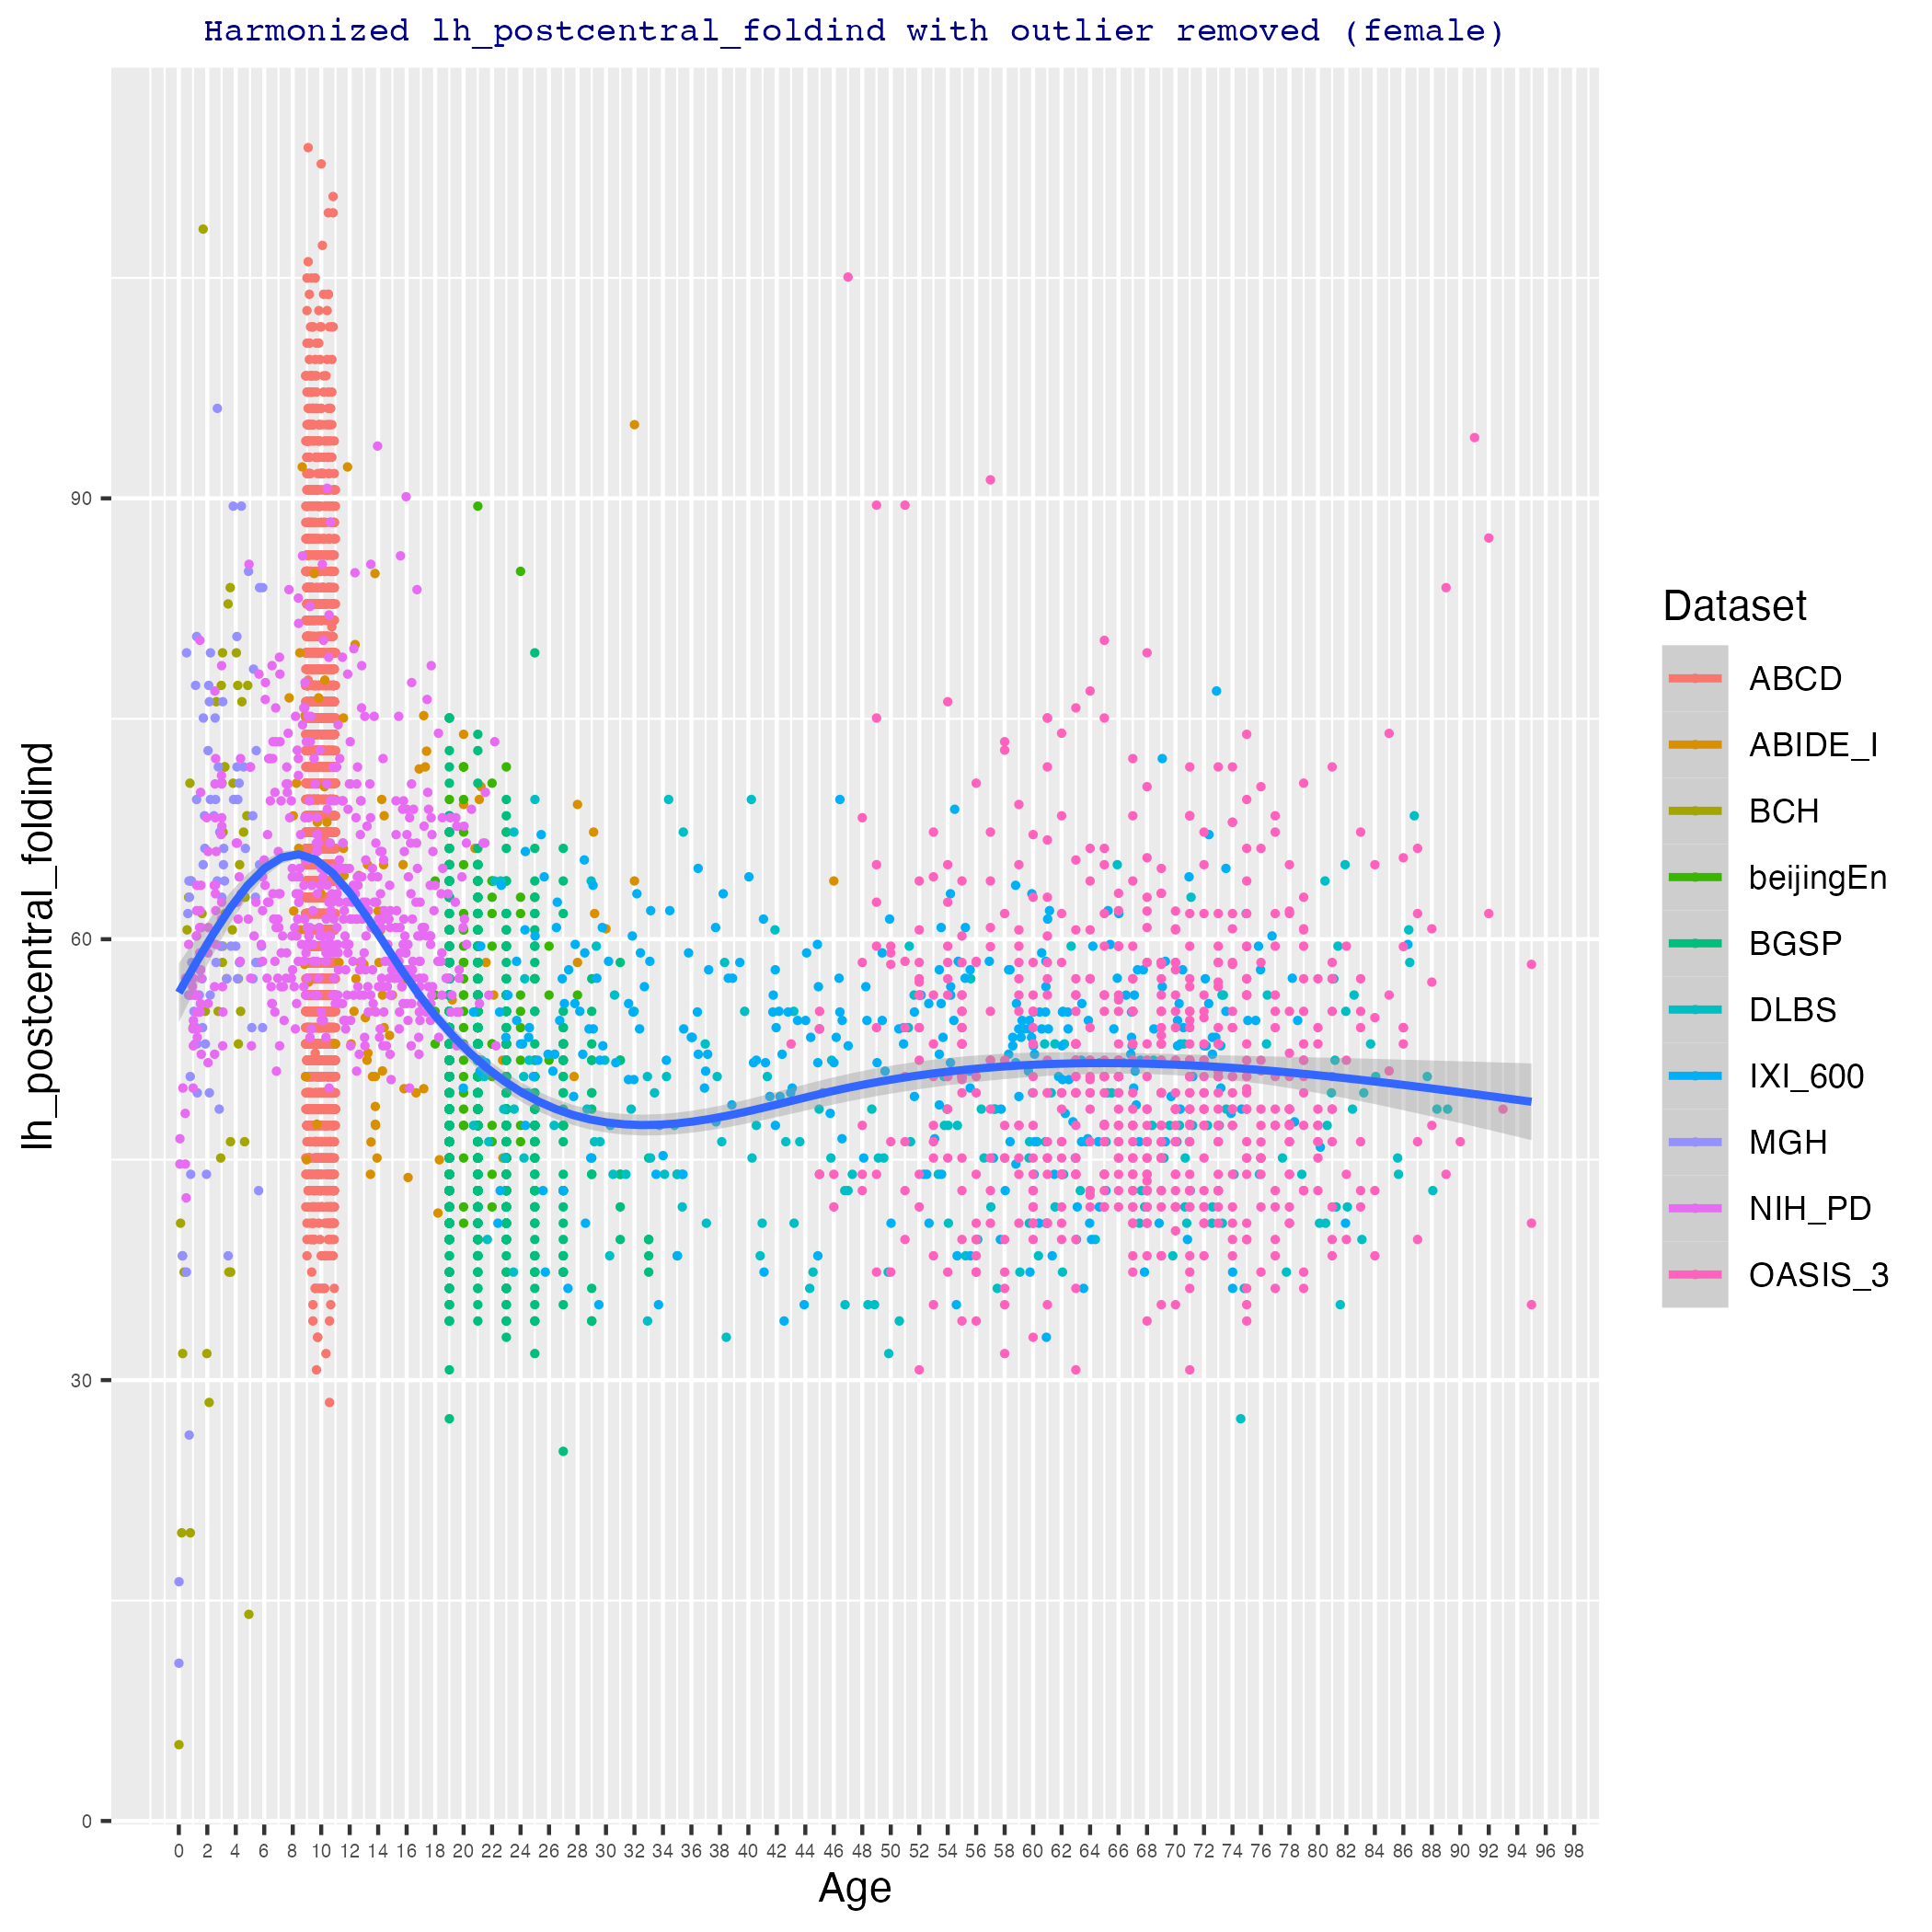 Harmonized lh_postcentral_foldind with outlier removed (female)
lh_postcentral_foldind
90
60
30
0
0 2 4 6 8 10 12 14 16 18 20 22 24 26 28 30 32 34 36 38 40 42 44 46 48 50 52 54 56 58 60 62 64 66 68 70 72 74 76 78 80 82 84 86 88 90 92 94 96 98
Age
Dataset
ABCD
ABIDE_I
BCH
beijingEn
BGSP
DLBS
IXI_600
MGH
NIH_PD
OASIS_3